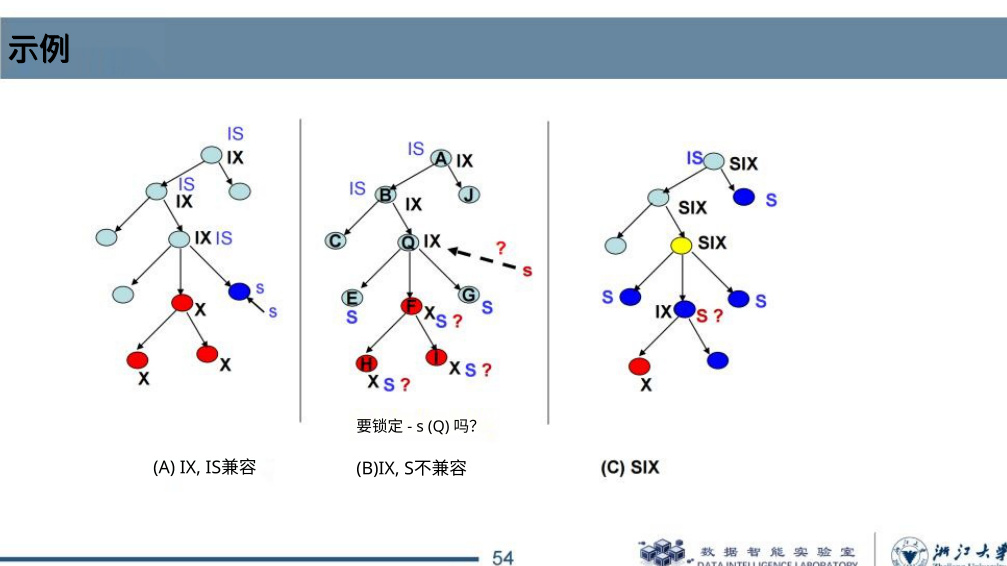 示例
IS
IX
IS
IX
IX IS
S
S
X
X
X
IS A IX
IS B
IX
J
C
Q IX
?
s
E
S
F
X S ?
G
S
H
X S ?
I
X S ?
要锁定 - s (Q) 吗?
IS SIX
S
SIX
SIX
S
S
IX S ?
X
(A) IX, IS兼容
(B)IX, S不兼容
(C) SIX
54
数据智能实验室
DATA INTELLIGENCE LABORATORY
浙江大学